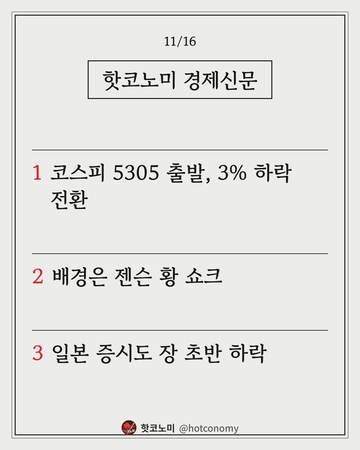 11/16
핫코노미 경제신문
1 코스피 5305 출발, 3% 하락
전환
2 배경은 젠슨 황 쇼크
3 일본 증시도 장 초반 하락
핫코노미 @hotconomy